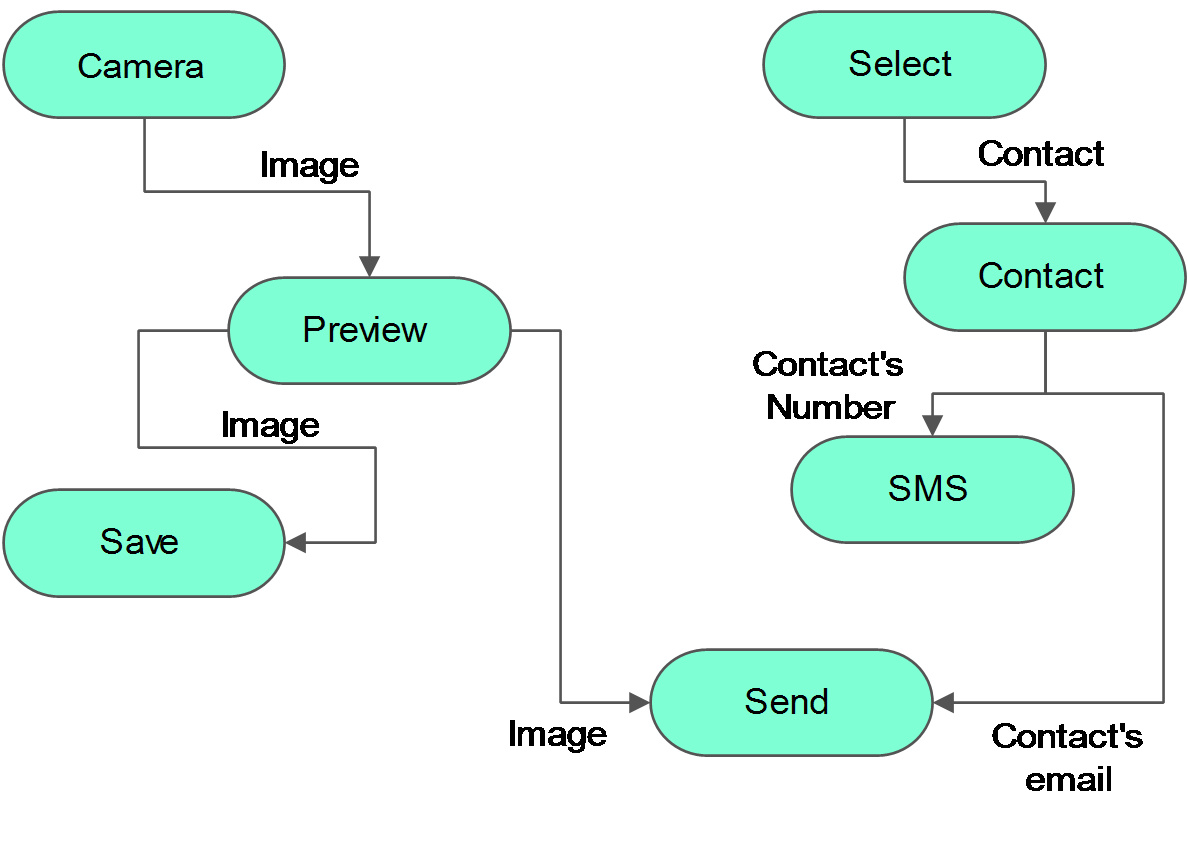 Camera
Select
Image
Contact
Contact
Preview
Contact's
Number
Image
SMS
Save
Send
Image
Contact's
email